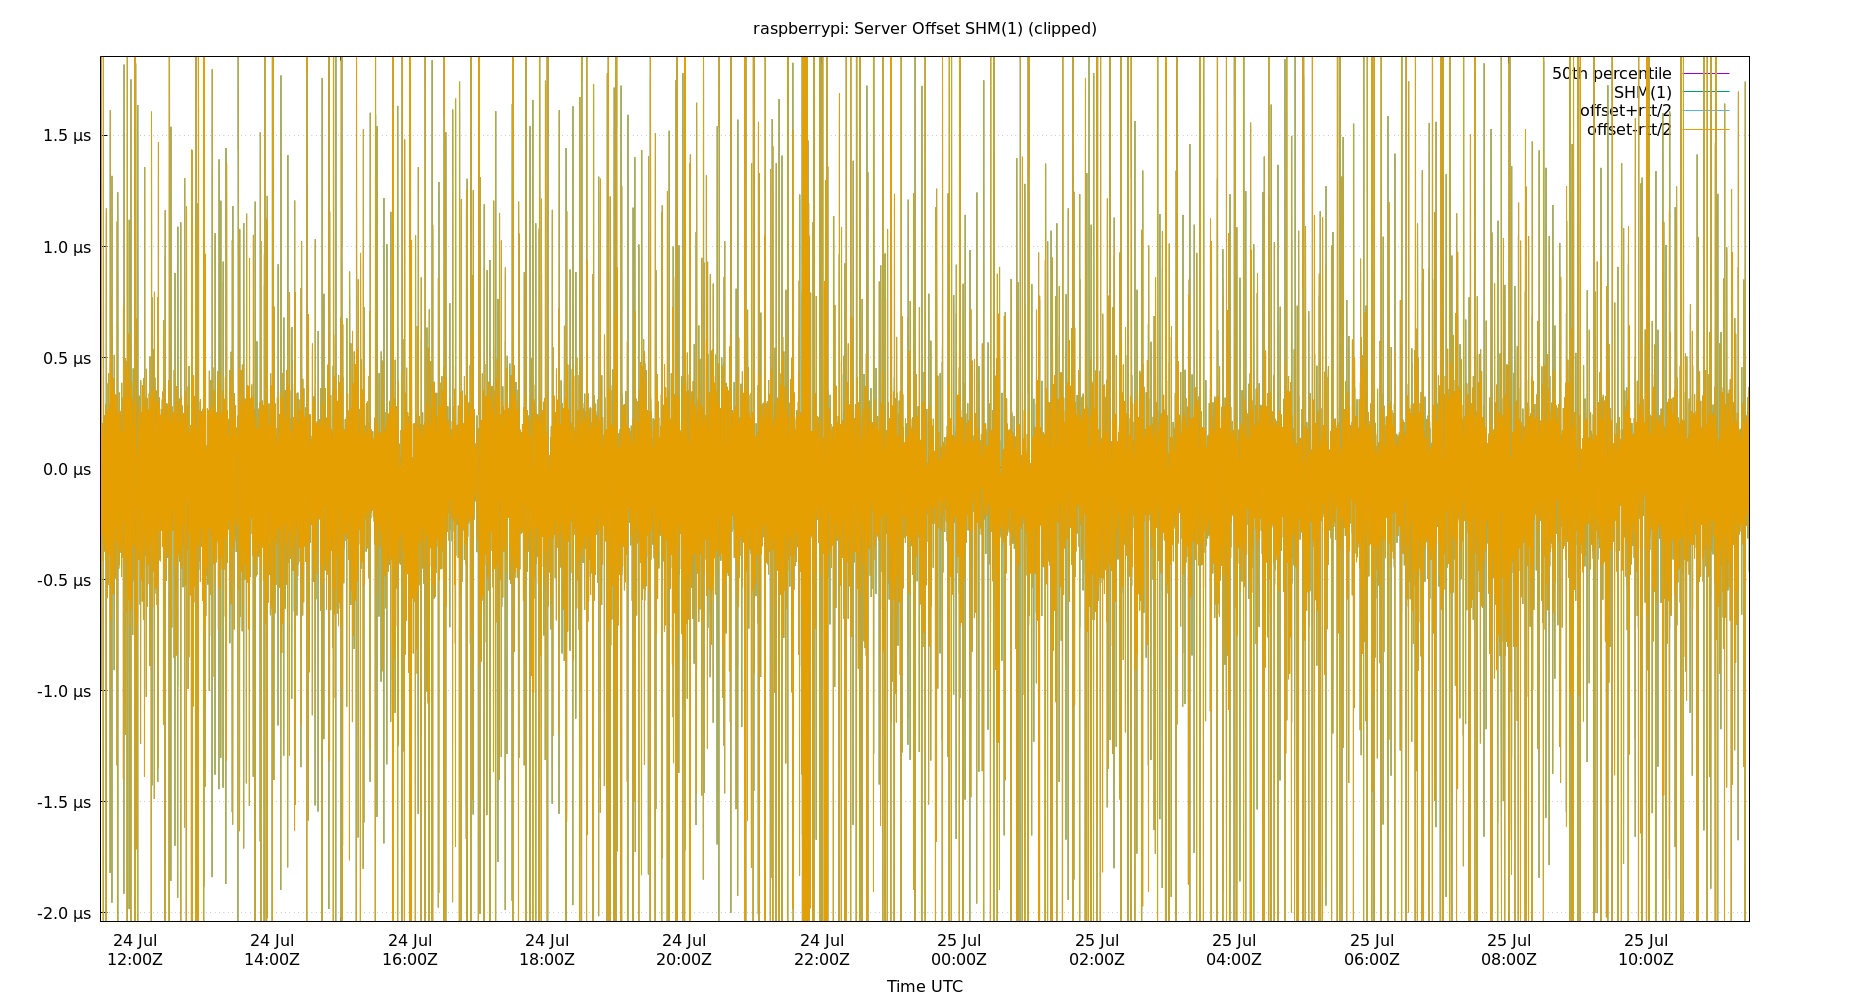 raspberrypi: Server Offset SHM(1) (clipped)
50th percentile
SHM(1)
offset+rtt/2
offset-rtt/2
1.5 µs
1.0 µs
0.5 µs
0.0 µs
-0.5 µs
-1.0 µs
-1.5 µs
-2.0 µs
24 Jul 24 Jul 24 Jul 24 Jul 24 Jul 24 Jul 25 Jul 25 Jul 25 Jul 25 Jul 25 Jul 25 Jul
12:00Z 14:00Z 16:00Z 18:00Z 20:00Z 22:00Z 00:00Z 02:00Z 04:00Z 06:00Z 08:00Z 10:00Z
Time UTC